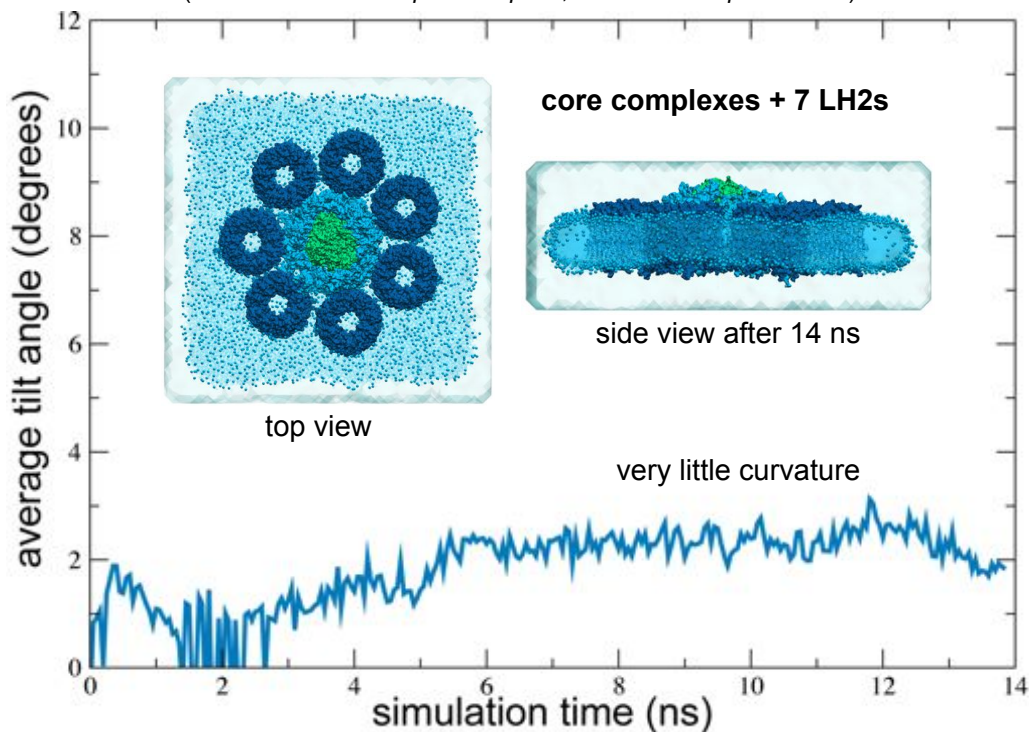 12
core complexes + 7 LH2s
10
8
side view after 14 ns
6
top view
4
very little curvature
2
0
0 2 4 6 8 10 12 14
average tilt angle (degrees)
simulation time (ns)